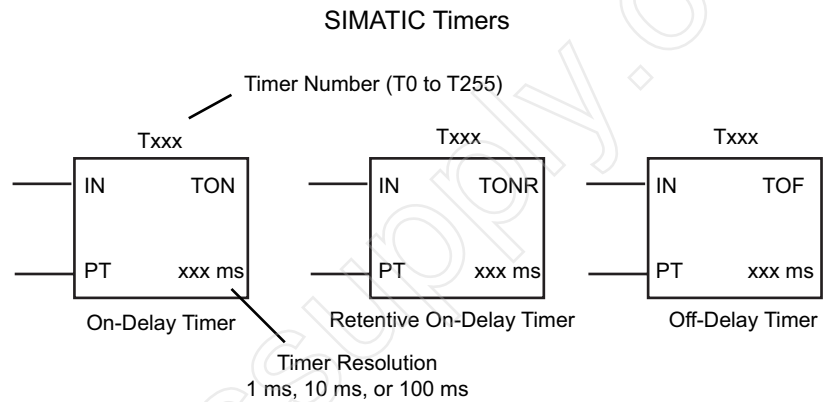 SIMATIC Timers
Timer Number (T0 to T255)
Txxx
IN TON
PT xxx ms
On-Delay Timer
Timer Resolution
1 ms, 10 ms, or 100 ms
Txxx
IN TONR
PT xxx ms
Retentive On-Delay Timer
Txxx
IN TOF
PT xxx ms
Off-Delay Timer